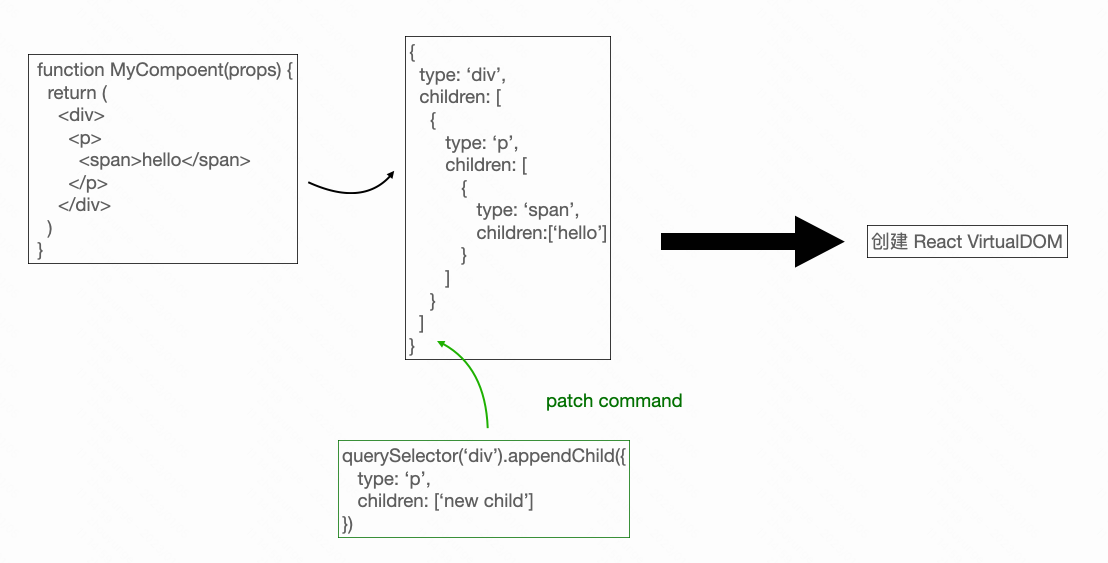 function MyCompoent(props) {
return (
<div>
<p>
<span>hello</span>
</p>
</div>
)
}
{
type: ‘div’,
children: [
{
type: ‘p’,
children: [
{
type: ‘span’,
children:[‘hello’]
}
]
}
]
}
创建 React VirtualDOM
patch command
querySelector(‘div’).appendChild({
type: ‘p’,
children: [‘new child’]
})